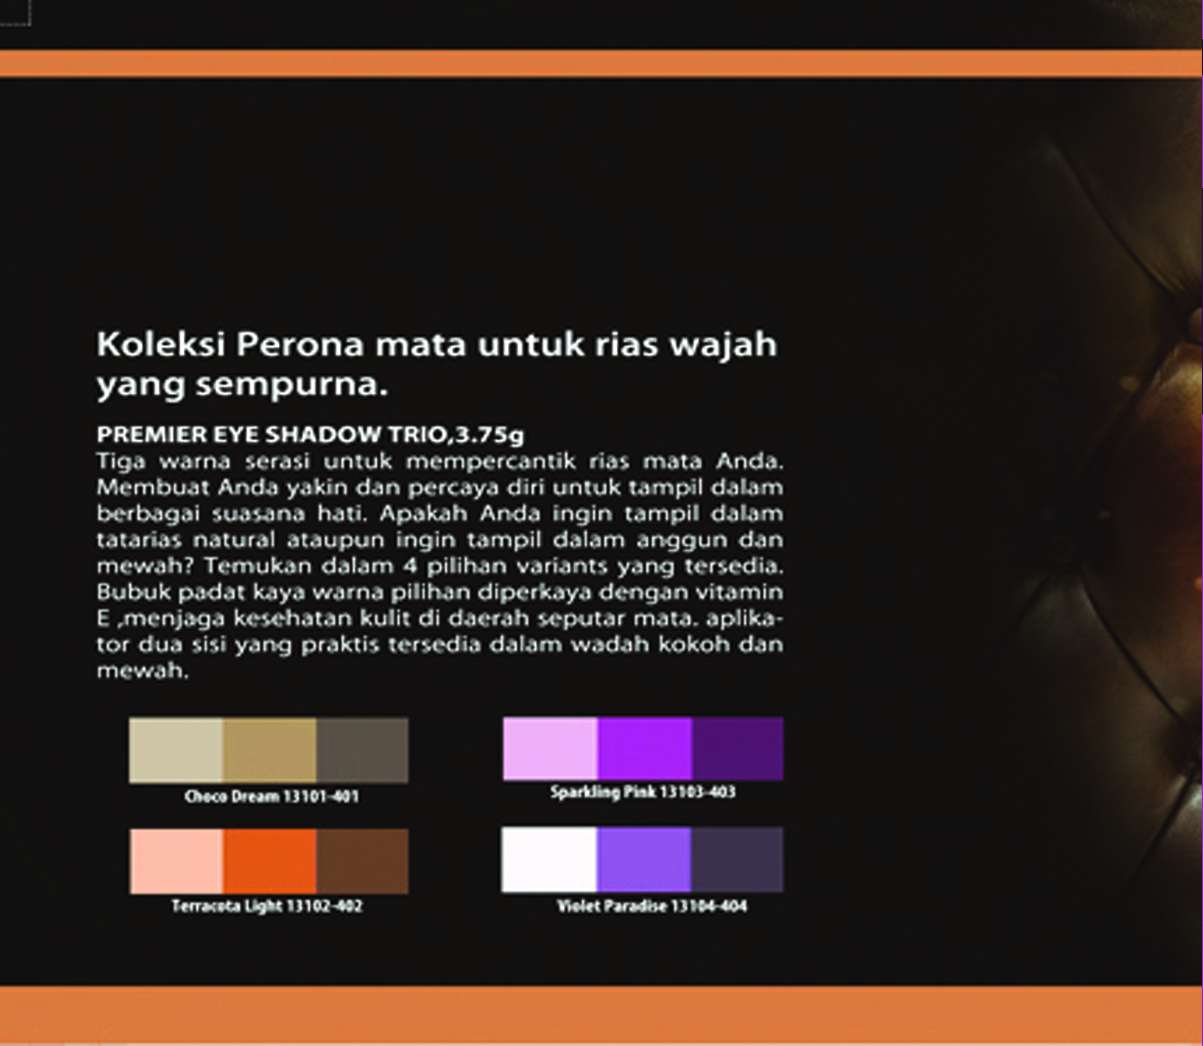 Koleksi Perona mata untuk rias wajah
yang sempurna.
PREMIER EYE SHADOW TRIO,3.75g
Tiga warna serasi untuk mempercantik rias mata Anda.
Membuat Anda yakin dan percaya diri untuk tampil dalam
berbagai suasana hati. Apakah Anda ingin tampil dalam
tatarias natural ataupun ingin tampil dalam anggun dan
mewah? Temukan dalam 4 pilihan variants yang tersedia.
Bubuk padat kaya warna pilihan diperkaya dengan vitamin
E ,menjaga kesehatan kulit di daerah seputar mata. aplika-
tor dua sisi yang praktis tersedia dalam wadah kokoh dan
mewah.
Choco Dream 13101-401
Sparkling Pink 13103-403
Terracota Light 13102-402
Violet Paradise 13104-404